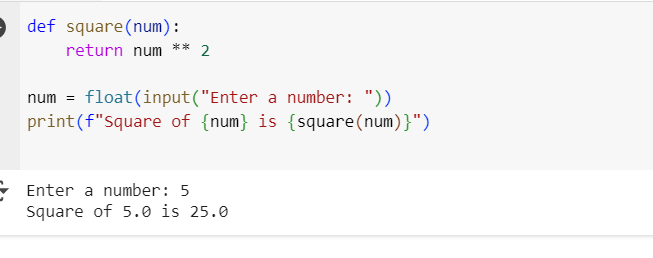 def square(num):
    return num ** 2

num = float(input("Enter a number: "))
print(f"Square of {num} is {square(num)}")

Enter a number: 5
Square of 5.0 is 25.0